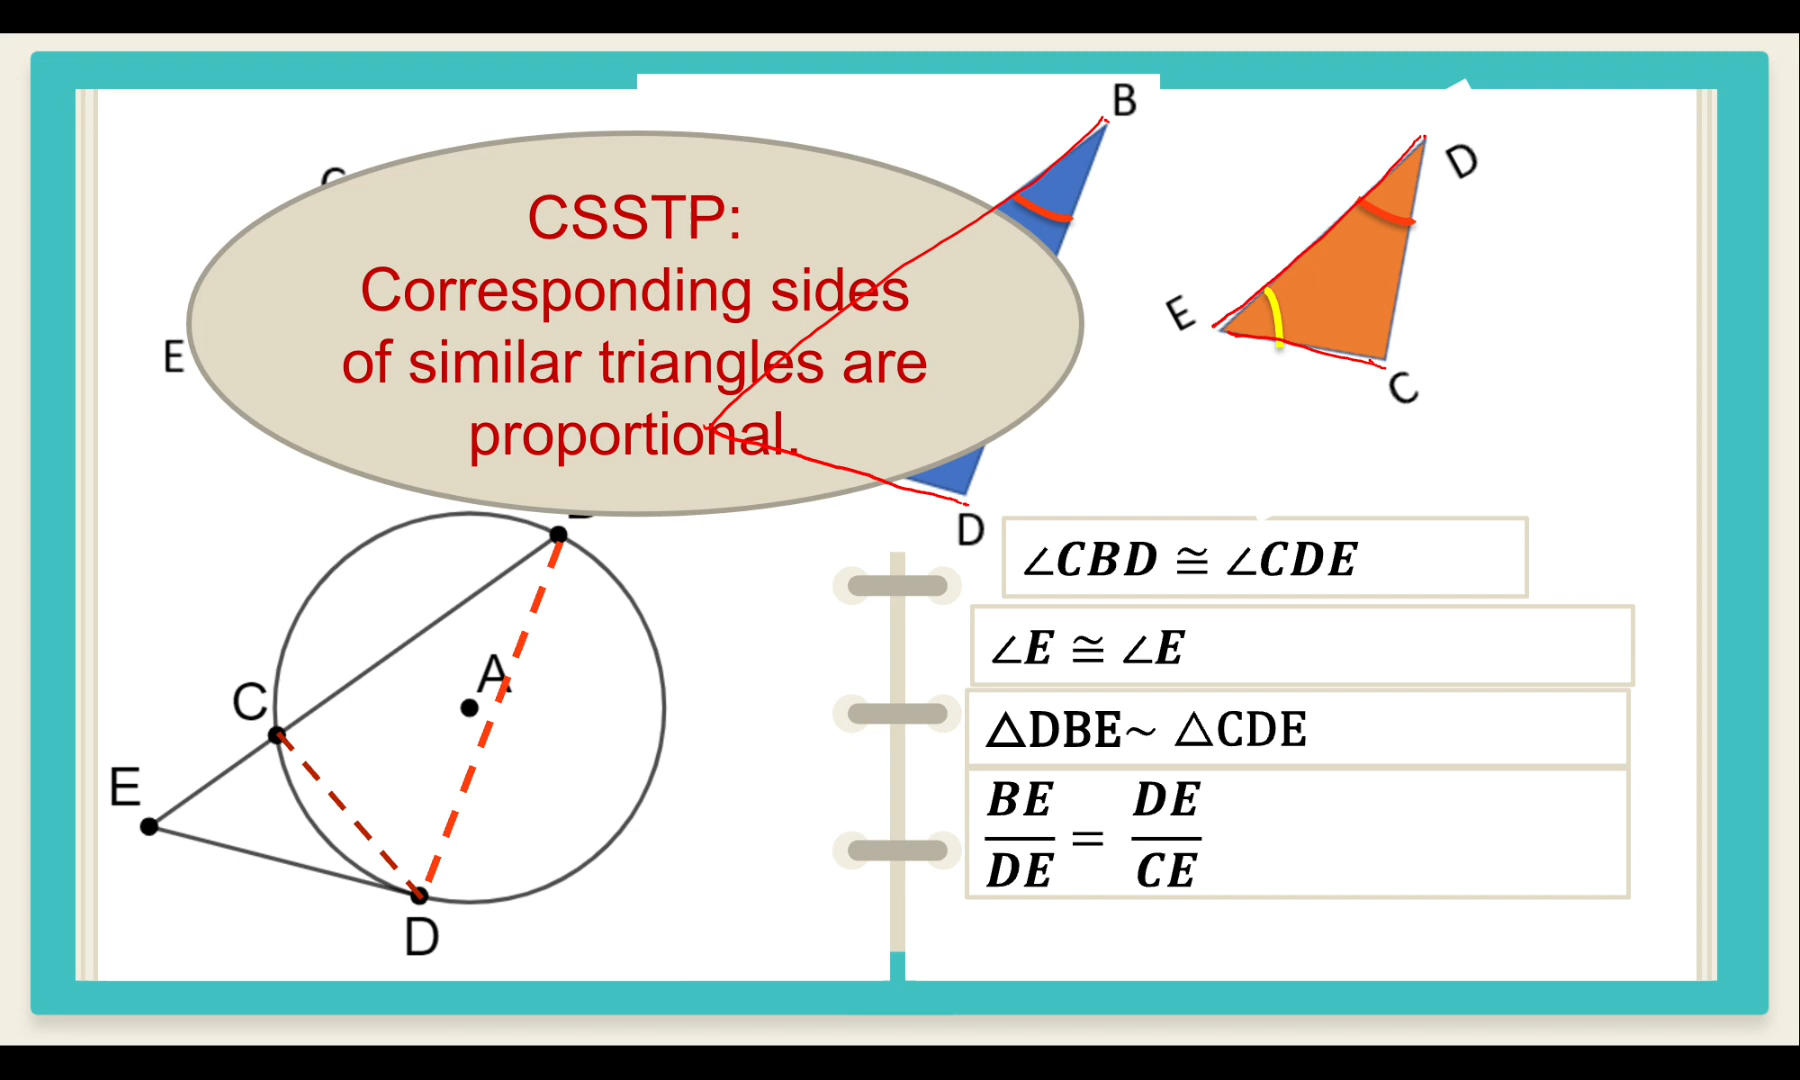 B
D
E
C
E
CSSTP:
Corresponding sides
of similar triangles are
proportional.
D
∠CBD ≅ ∠CDE
∠E ≅ ∠E
△DBE~ △CDE
BE/DE = DE/CE
A
C
E
D